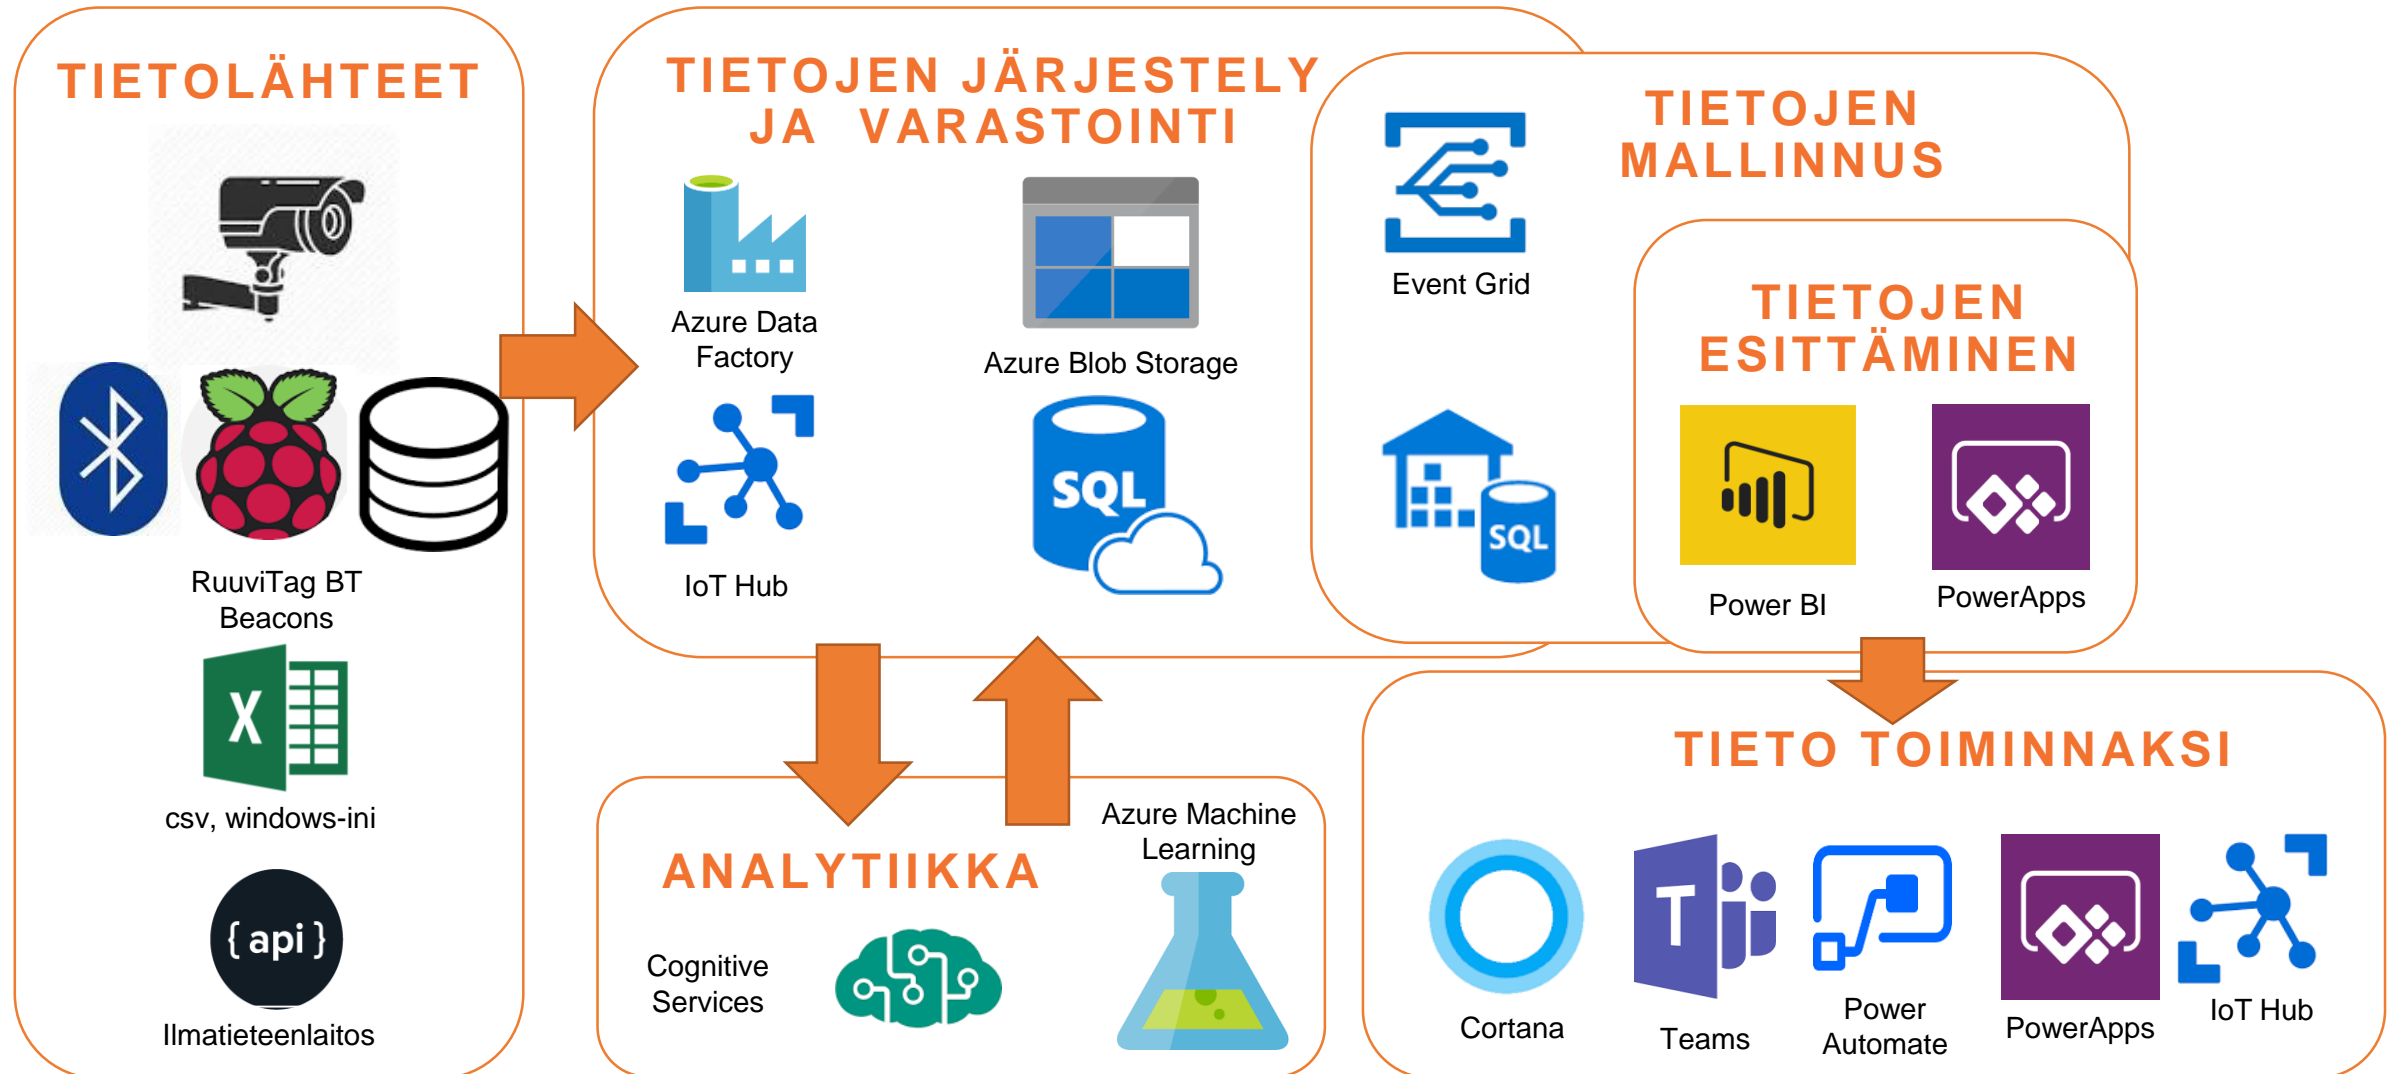 TIETOLÄHTEET
RuuviTag BT
Beacons
X
csv, windows-ini
{api}
Ilmatieteenlaitos
TIETOJEN JÄRJESTELY
JA VARASTOINTI
Azure Data
Factory
Azure Blob Storage
IoT Hub
SQL
TIETOJEN
MALLINNUS
Event Grid
SQL
TIETOJEN
ESITTÄMINEN
Power BI
PowerApps
ANALYTIIKKA
Azure Machine
Learning
Cognitive
Services
TIETO TOIMINNAKSI
Cortana
T
Teams
Power
Automate
PowerApps
IoT Hub